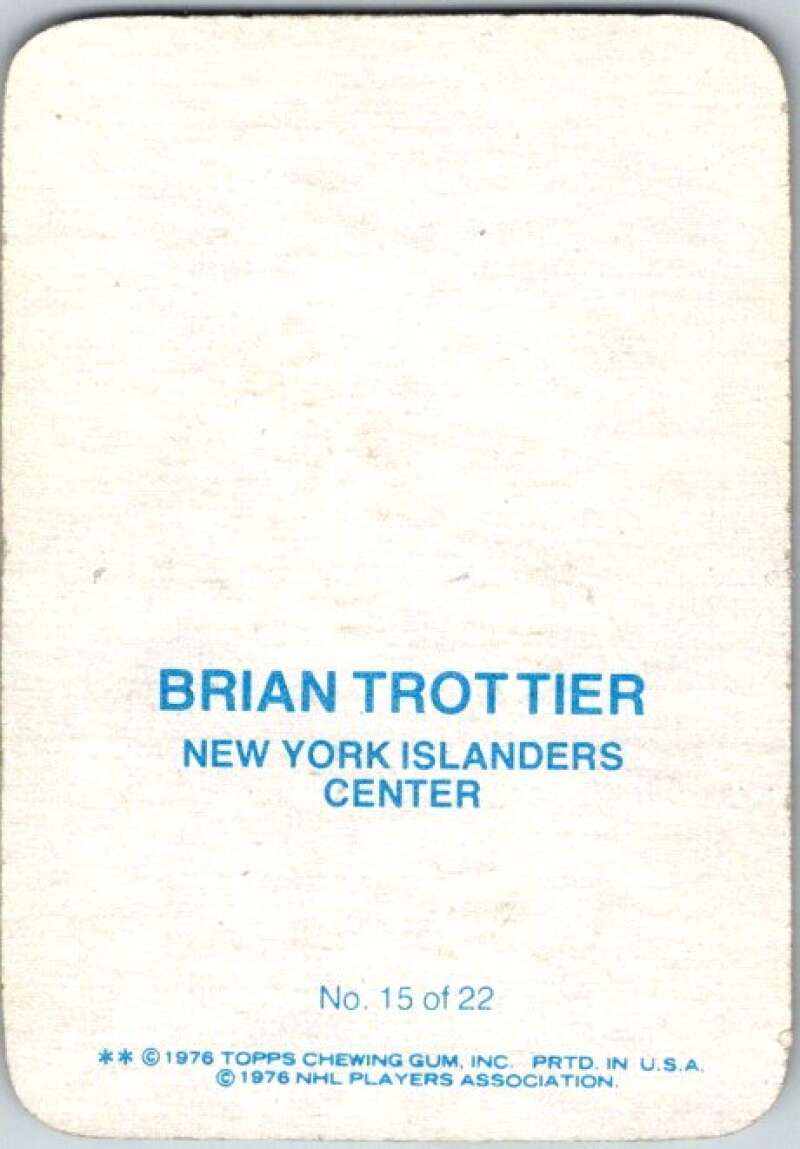 BRIAN TROTTIER
NEW YORK ISLANDERS
CENTER
No. 15 of 22
** © 1976 TOPPS CHEWING GUM, INC. PRTD. IN U.S.A.
© 1976 NHL PLAYERS ASSOCIATION.